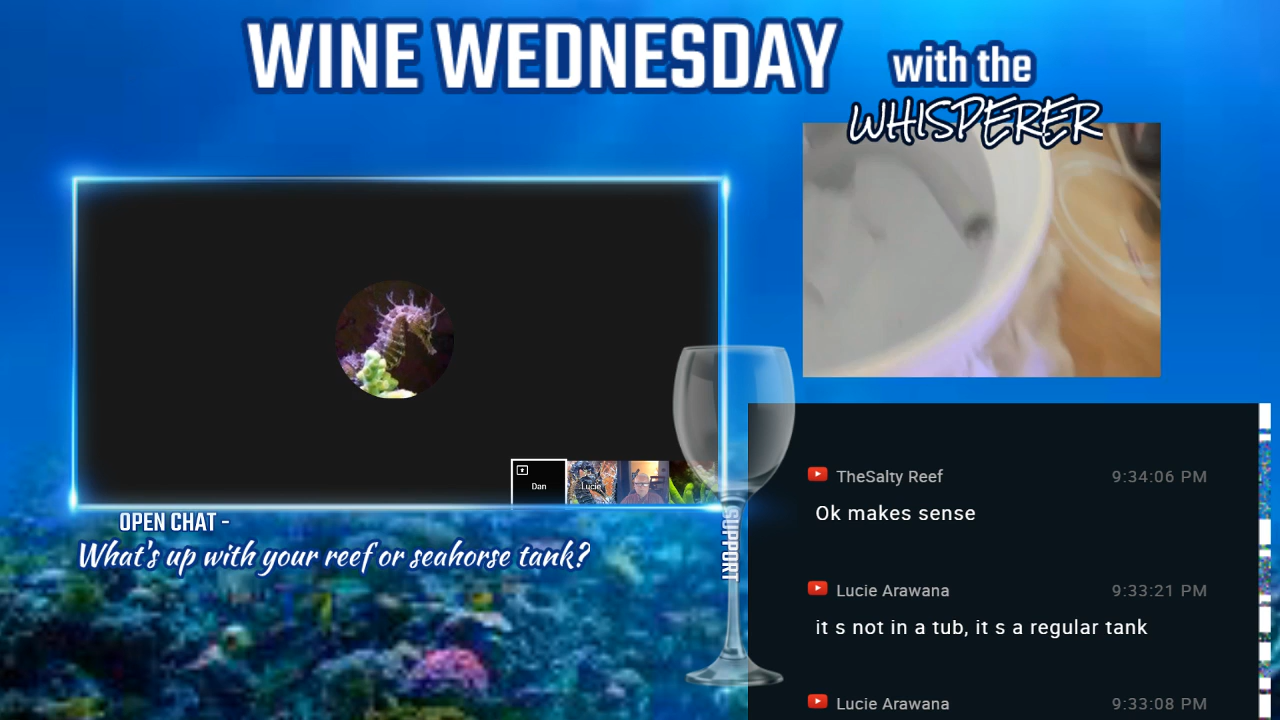 WINE WEDNESDAY
with the
WHISPERER
Dan
Lucie
OPEN CHAT -
What's up with your reef or seahorse tank?
SUPPORT
TheSalty Reef 9:34:06 PM
Ok makes sense
Lucie Arawana 9:33:21 PM
it s not in a tub, it s a regular tank
Lucie Arawana 9:33:08 PM